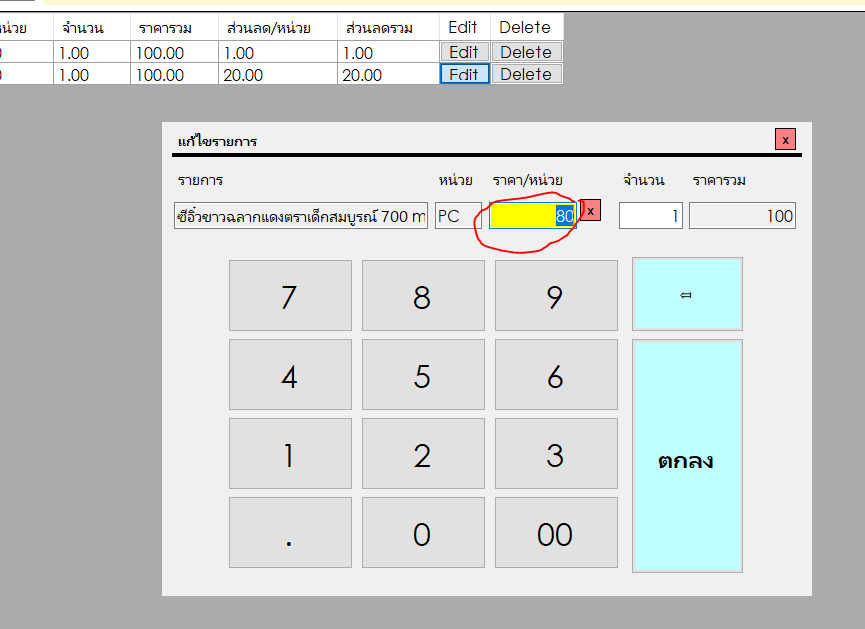 จำนวน ราคารวม ส่วนลด/หน่วย ส่วนลดรวม Edit Delete
1.00 100.00 1.00 1.00 Edit Delete
1.00 100.00 20.00 20.00 Edit Delete
แก้ไขรายการ x
รายการ หน่วย ราคา/หน่วย จำนวน ราคารวม
ซีอิ๋วขาวฉลากแดงตราเด็กสมบูรณ์ 700 m PC 80 x 1 100
7 8 9 ⇦
4 5 6
1 2 3 ตกลง
. 0 00